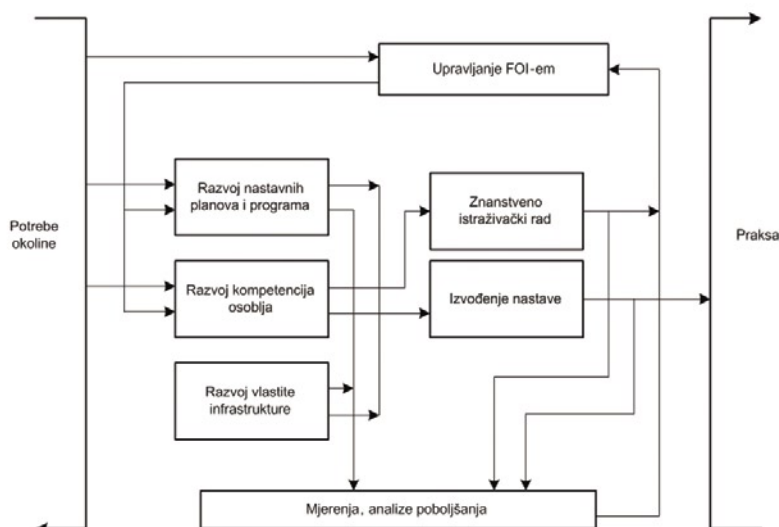 Upravljanje FOI-em
Razvoj nastavnih
planova i programa
Znanstveno
istraživački rad
Potrebe
okoline
Praksa
Razvoj kompetencija
osoblja
Izvođenje nastave
Razvoj vlastite
infrastrukture
Mjerenja, analize poboljšanja